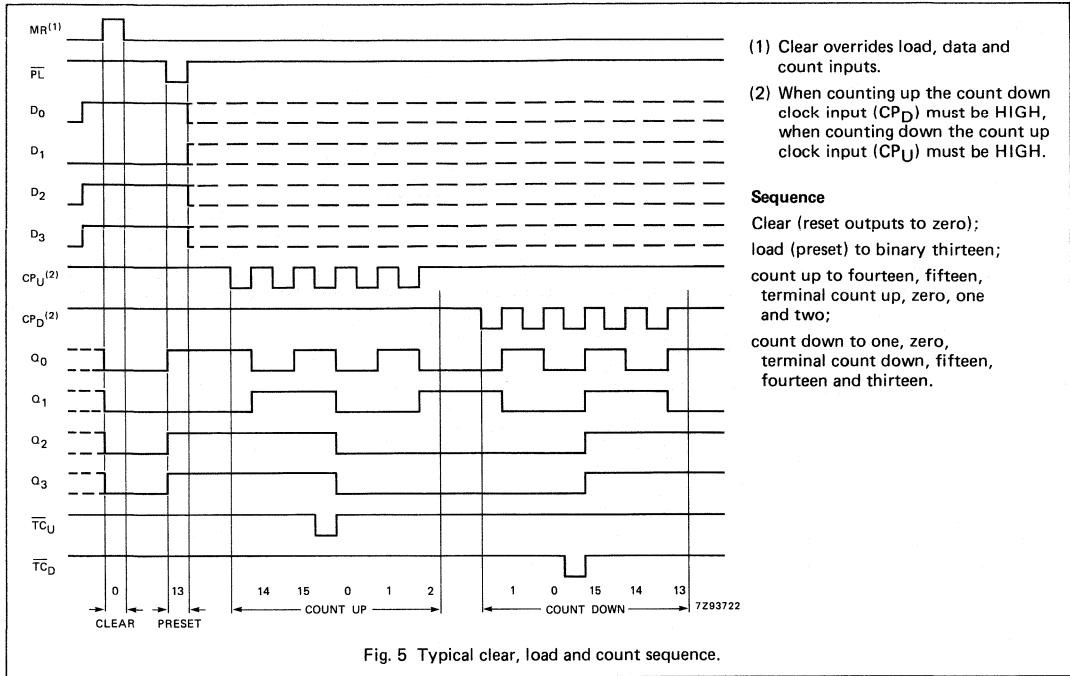 MR(1)
PL
D0
D1
D2
D3
CPU(2)
CPD(2)
Q0
Q1
Q2
Q3
TCU
TCD
0 13 14 15 0 1 2 1 0 15 14 13
CLEAR PRESET COUNT UP COUNT DOWN 7Z93722
(1) Clear overrides load, data and
count inputs.
(2) When counting up the count down
clock input (CPD) must be HIGH,
when counting down the count up
clock input (CPU) must be HIGH.
Sequence
Clear (reset outputs to zero);
load (preset) to binary thirteen;
count up to fourteen, fifteen,
terminal count up, zero, one
and two;
count down to one, zero,
terminal count down, fifteen,
fourteen and thirteen.
Fig. 5 Typical clear, load and count sequence.